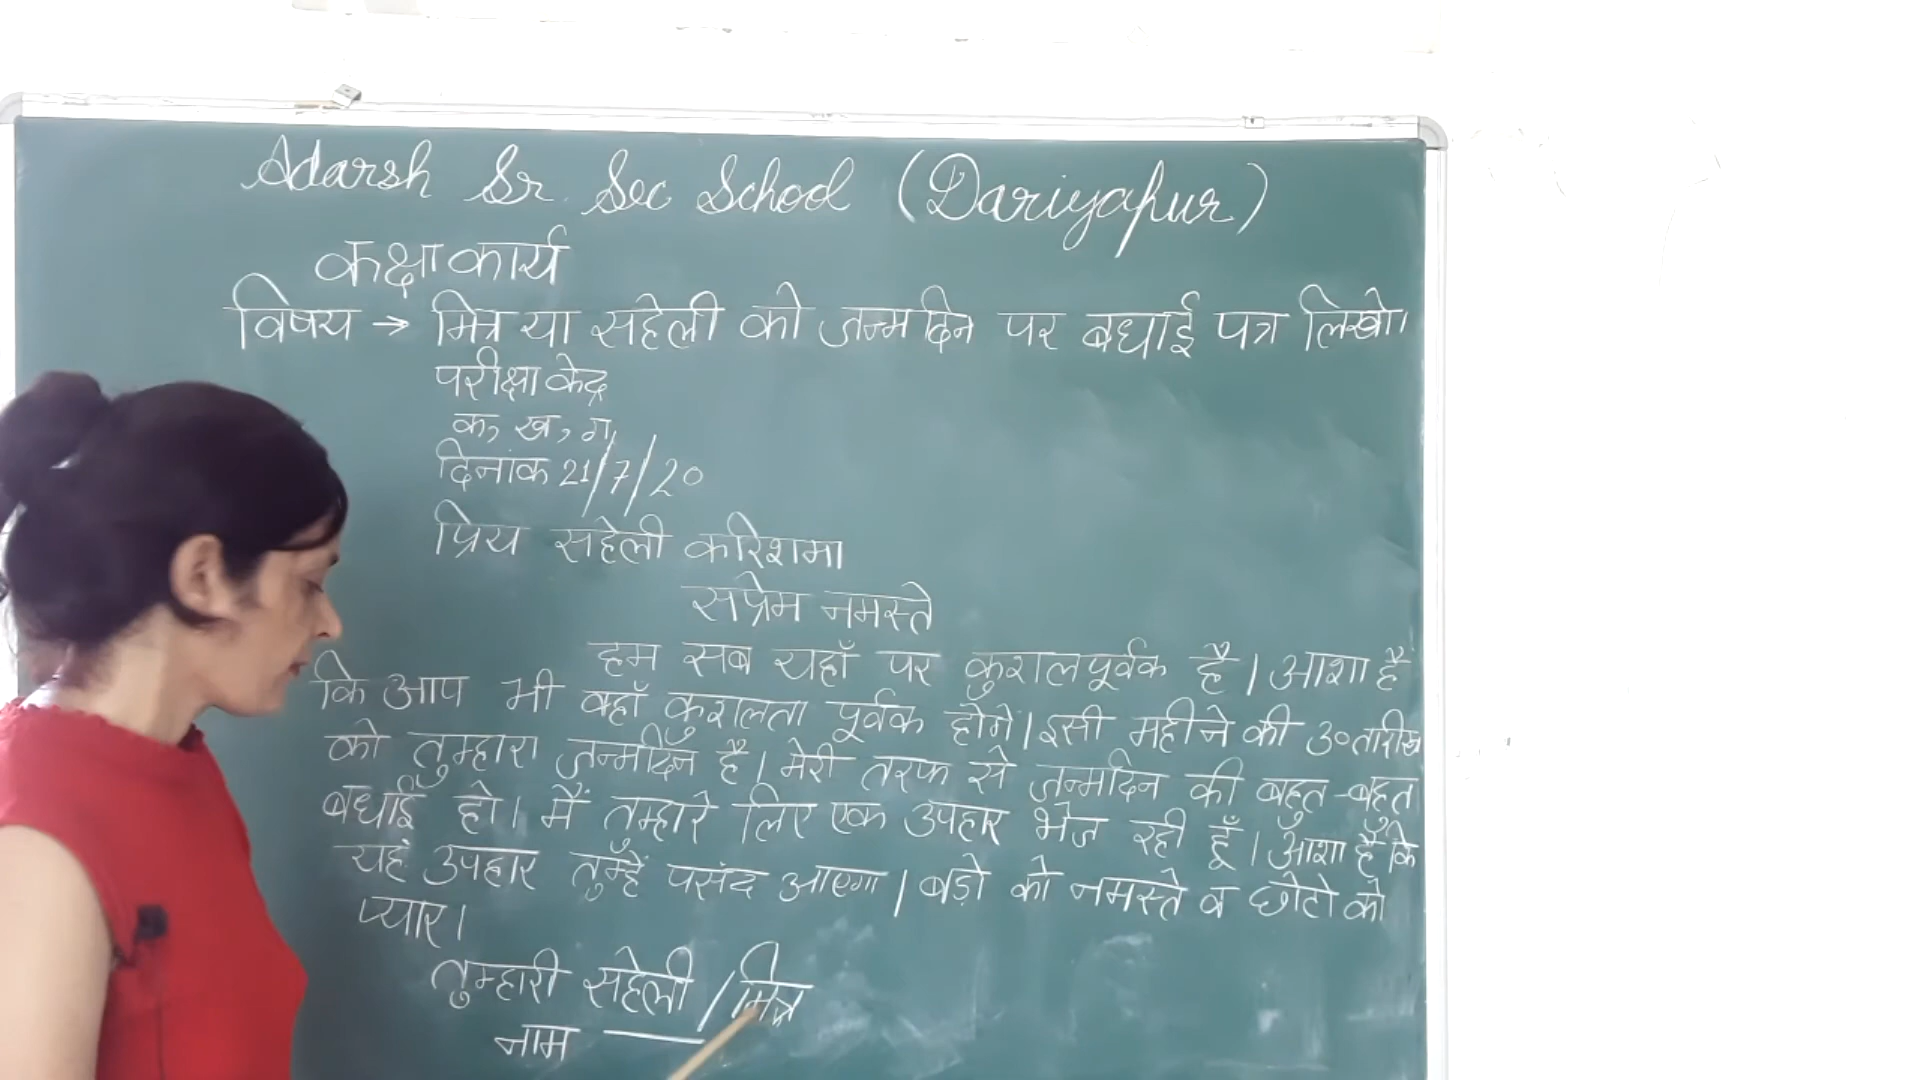 Adarsh Sr. Sec School (Dariyapur)
कक्षा कार्य
विषय → मित्र या सहेली को जन्मदिन पर बधाई पत्र लिखो।
परीक्षा केद्र
क, ख, ग,
दिनांक 21/7/20
प्रिय सहेली करिशमा
सप्रेम नमस्ते
हम सब यहाँ पर कुशलपूर्वक है। आशा है
कि आप भी वहाँ कुशलता पूर्वक होगें। इसी महीने की 30 तारीख
को तुम्हारा जन्मदिन है। मेरी तरफ से जन्मदिन की बहुत-बहुत
बधाई हो। मैं तुम्हारे लिए एक उपहार भेज रही हूँ। आशा है कि
यह उपहार तुम्हें पसंद आएगा। बड़ो को नमस्ते व छोटो को
प्यार।
तुम्हारी सहेली / मित्र
नाम ____